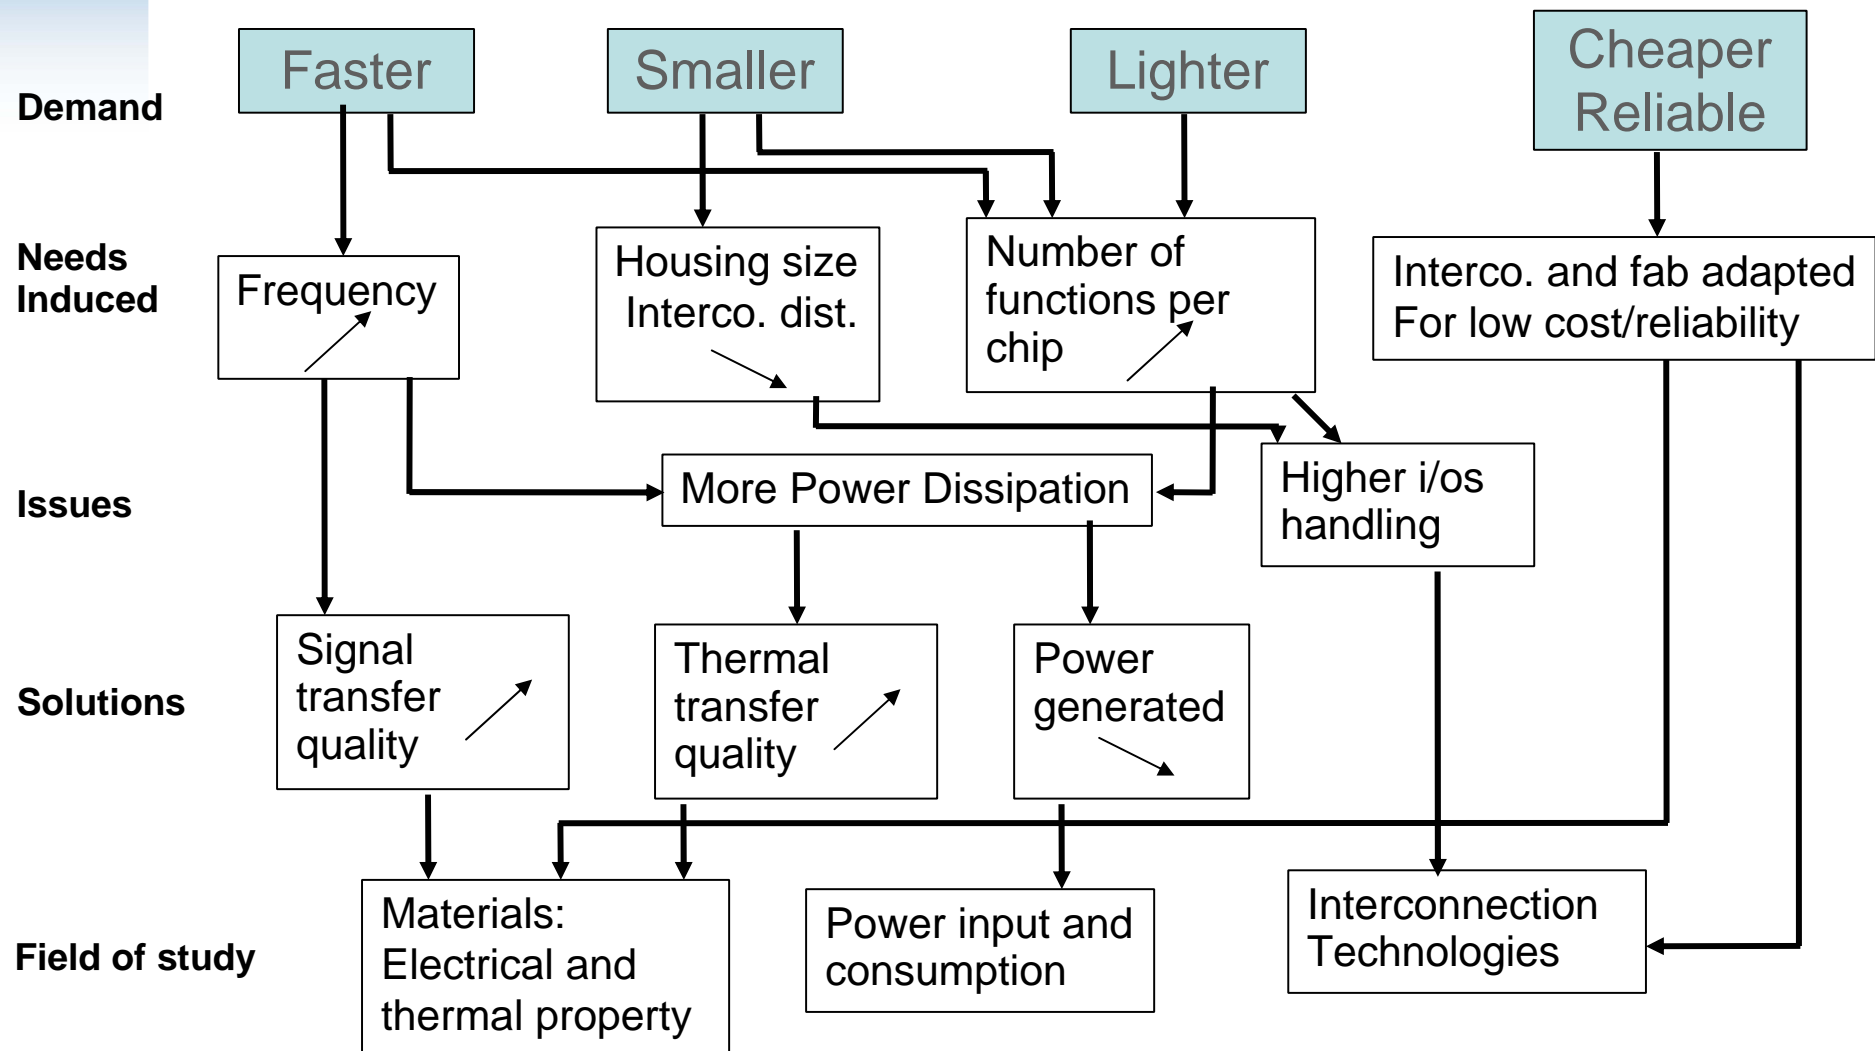 Demand
Faster
Smaller
Lighter
Cheaper
Reliable
Needs
Induced
Frequency
Housing size
Interco. dist.
Number of
functions per
chip
Interco. and fab adapted
For low cost/reliability
Issues
More Power Dissipation
Higher i/os
handling
Solutions
Signal
transfer
quality
Thermal
transfer
quality
Power
generated
Field of study
Materials:
Electrical and
thermal property
Power input and
consumption
Interconnection
Technologies